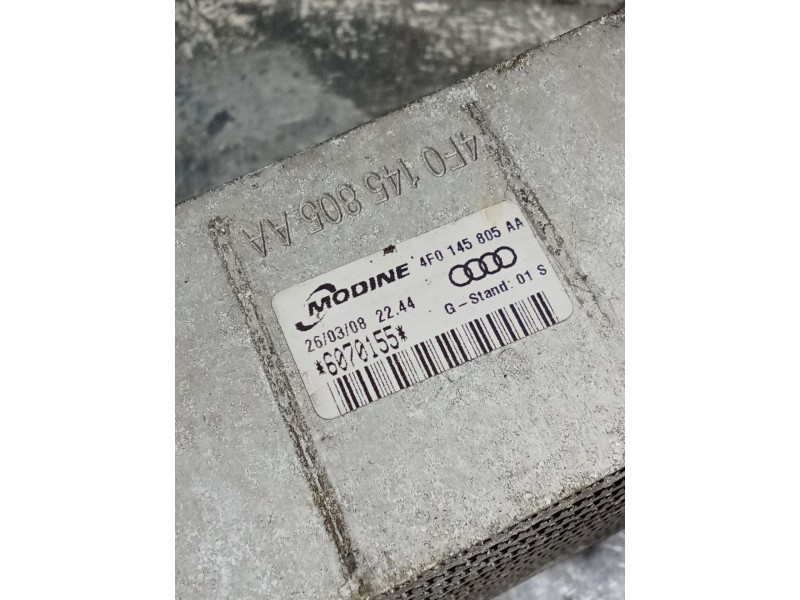 4F0 145 805 AA
MODINE 4F0 145 805 AA
26/03/08 22.44 G-Stand: 01 S
*6070155*